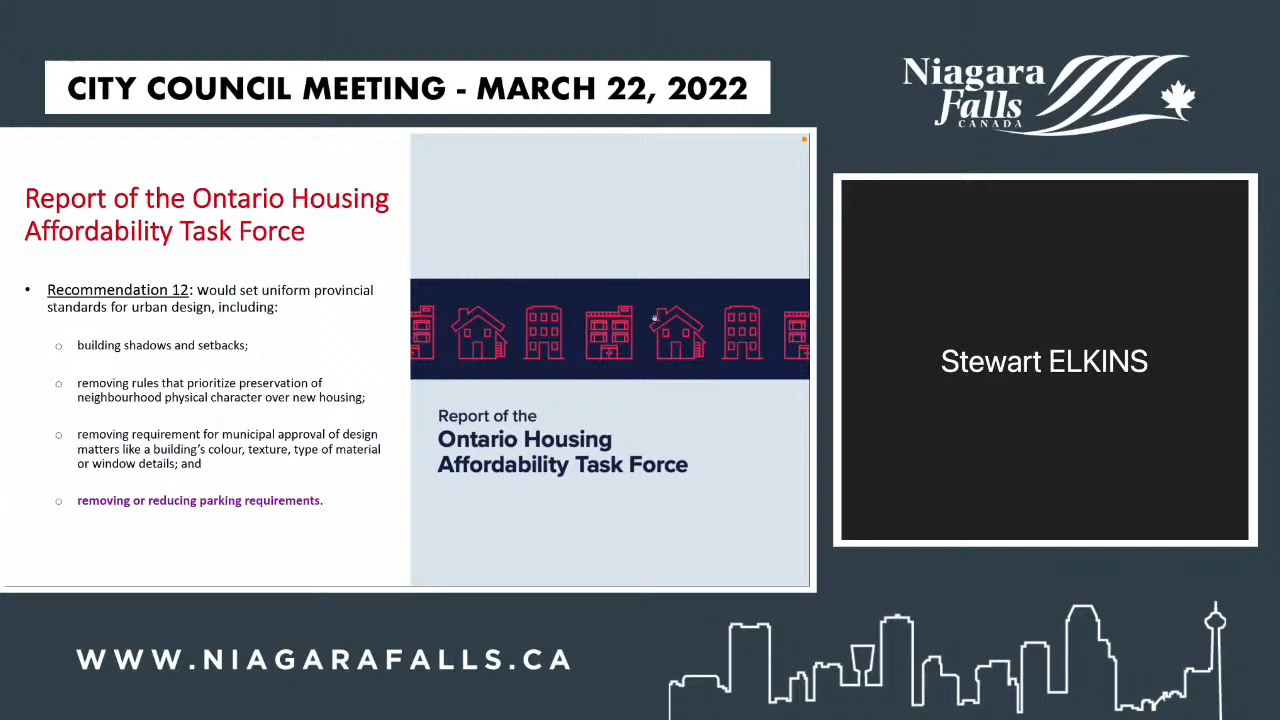 CITY COUNCIL MEETING - MARCH 22, 2022
Niagara
Falls
CANADA
Report of the Ontario Housing
Affordability Task Force
• Recommendation 12: would set uniform provincial
standards for urban design, including:
○ building shadows and setbacks;
○ removing rules that prioritize preservation of
neighbourhood physical character over new housing;
○ removing requirement for municipal approval of design
matters like a building's colour, texture, type of material
or window details; and
○ removing or reducing parking requirements.
Report of the
Ontario Housing
Affordability Task Force
Stewart ELKINS
WWW.NIAGARAFALLS.CA